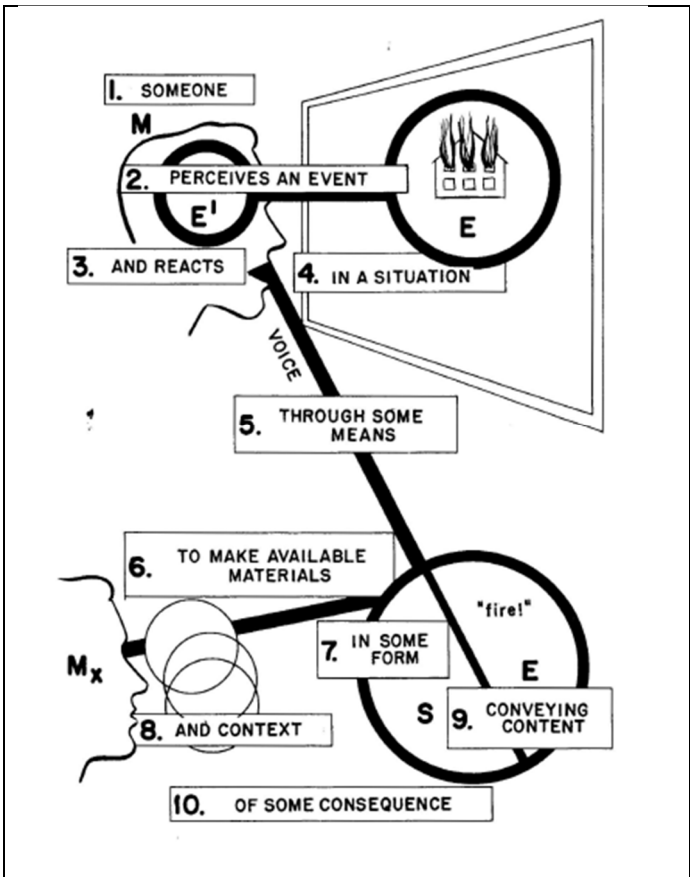 1. SOMEONE
M
2. PERCEIVES AN EVENT
E¹
E
3. AND REACTS
4. IN A SITUATION
VOICE
5. THROUGH SOME
MEANS
6. TO MAKE AVAILABLE
MATERIALS
"fire!"
7. IN SOME
FORM
Mx
E
S
8. AND CONTEXT
9. CONVEYING
CONTENT
10. OF SOME CONSEQUENCE